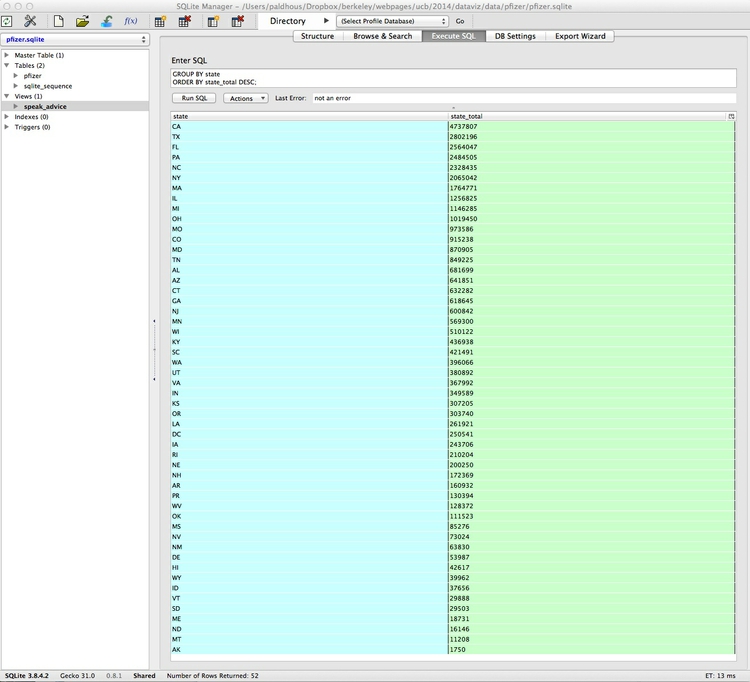 SQLite Manager - /Users/paldhous/Dropbox/berkeley/webpages/ucb/2014/dataviz/data/pfizer/pfizer.sqlite
f(x) Directory (Select Profile Database) Go
pfizer.sqlite
Master Table (1)
Tables (2)
pfizer
sqlite_sequence
Views (1)
speak_advice
Indexes (0)
Triggers (0)
Structure Browse & Search Execute SQL DB Settings Export Wizard
Enter SQL
GROUP BY state
ORDER BY state_total DESC;
Run SQL Actions Last Error: not an error
state state_total
CA 4737807
TX 2802196
FL 2564047
PA 2484505
NC 2328435
NY 2065042
MA 1764771
IL 1256825
MI 1146285
OH 1019450
MO 973586
CO 915238
MD 870905
TN 849225
AL 681699
AZ 641851
CT 632282
GA 618645
NJ 600842
MN 569300
WI 510122
KY 436938
SC 421491
WA 396066
UT 380892
VA 367992
IN 349589
KS 307205
OR 303740
LA 261921
DC 250541
IA 243706
RI 210204
NE 200250
NH 172369
AR 160932
PR 130394
WV 128372
OK 111523
MS 85276
NV 73024
NM 63830
DE 53987
HI 42617
WY 39962
ID 37656
VT 29888
SD 29503
ME 18731
ND 16146
MT 11208
AK 1750
SQLite 3.8.4.2 Gecko 31.0 0.8.1 Shared Number of Rows Returned: 52 ET: 13 ms